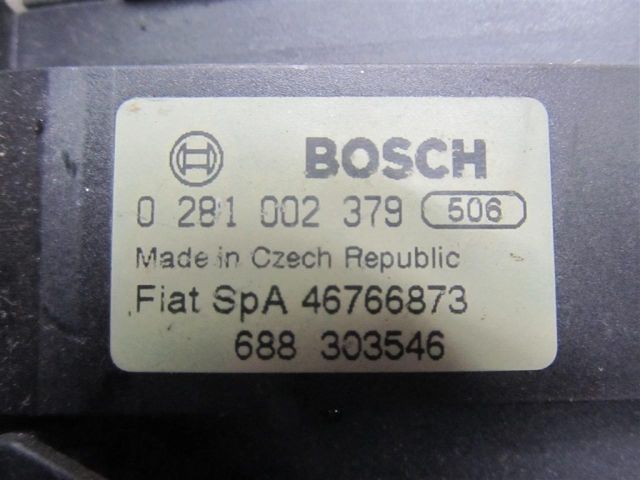 BOSCH
0 281 002 379 506
Made in Czech Republic
Fiat SpA 46766873
688 303546